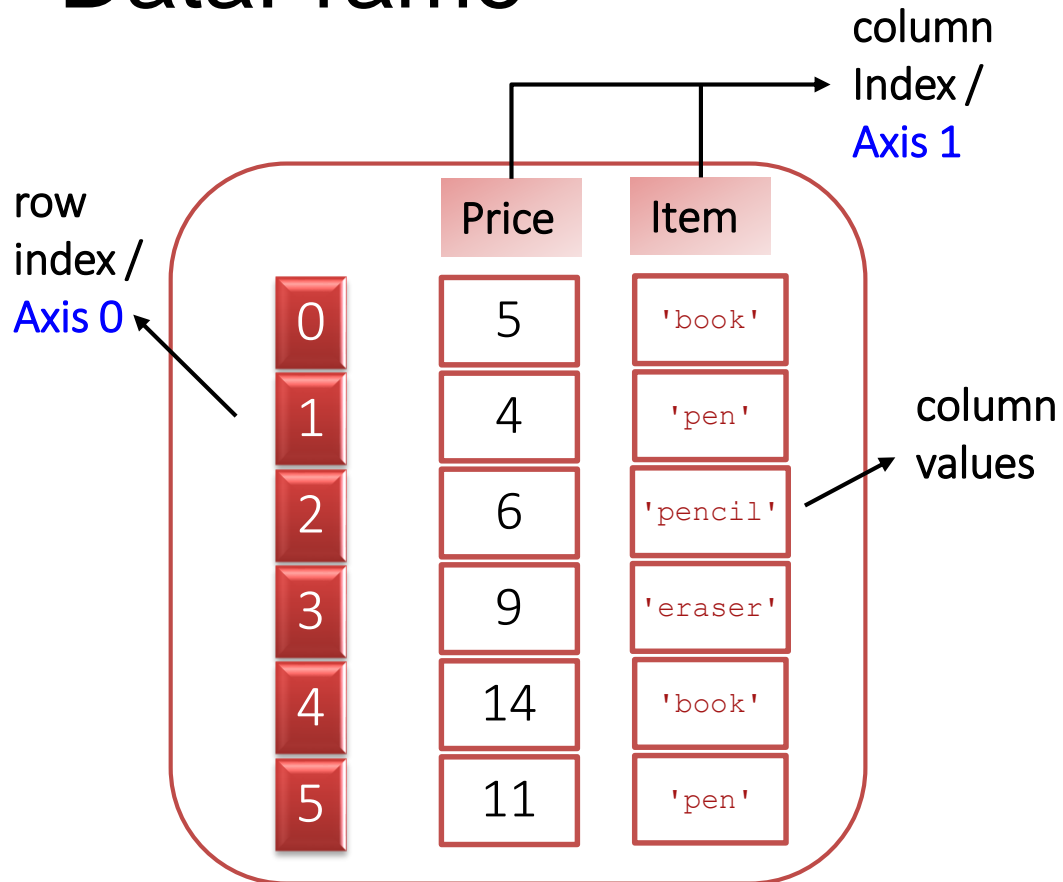 DataFrame
column
Index /
Axis 1
row
index /
Axis 0
Price Item
0 5 'book'
1 4 'pen'
2 6 'pencil'
3 9 'eraser'
4 14 'book'
5 11 'pen'
column
values